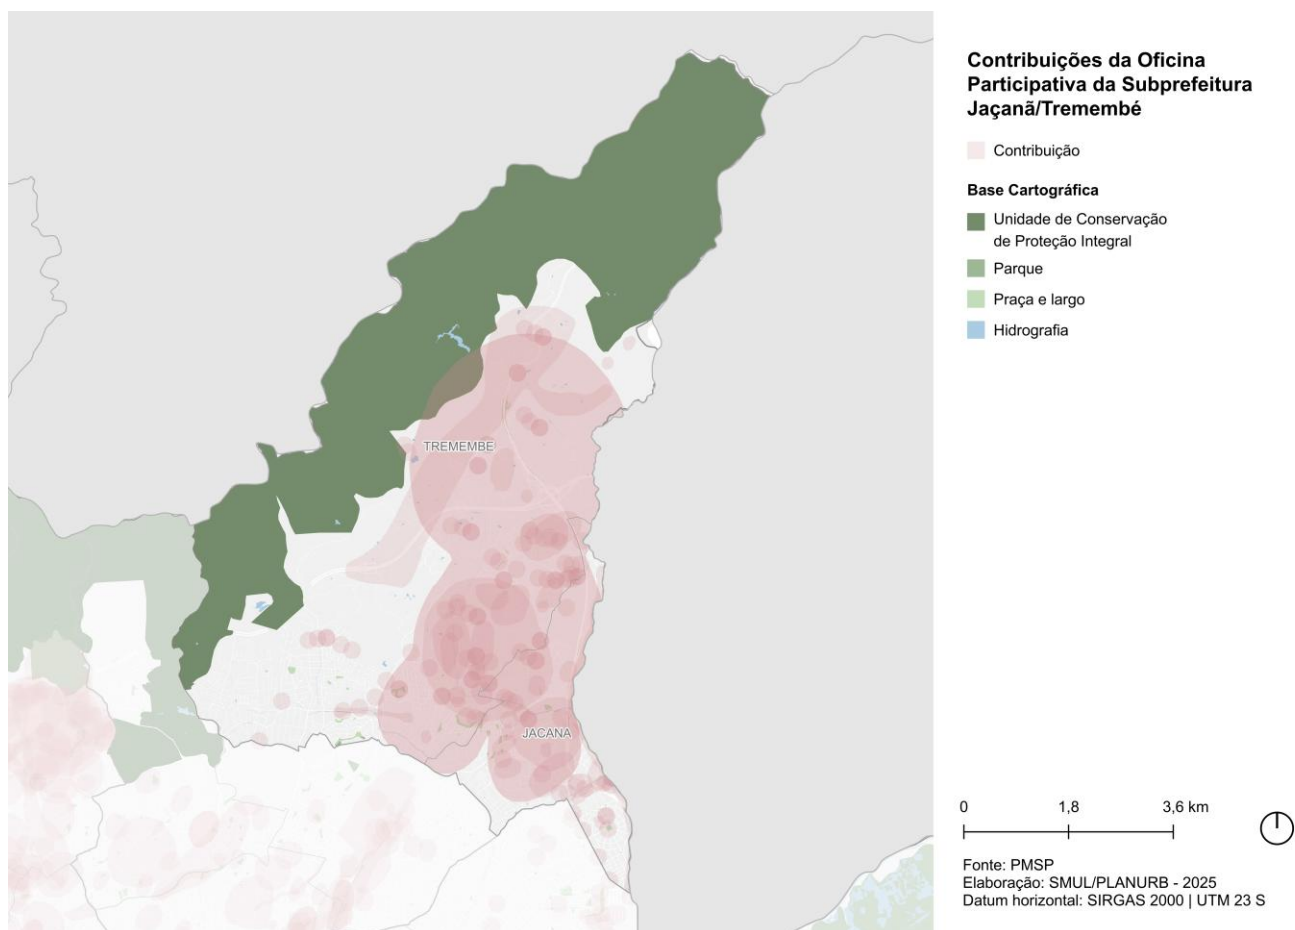 Contribuições da Oficina
Participativa da Subprefeitura
Jaçanã/Tremembé
Contribuição
Base Cartográfica
Unidade de Conservação
de Proteção Integral
Parque
Praça e largo
Hidrografia
TREMEMBE
JACANA
0 1,8 3,6 km
Fonte: PMSP
Elaboração: SMUL/PLANURB - 2025
Datum horizontal: SIRGAS 2000 | UTM 23 S